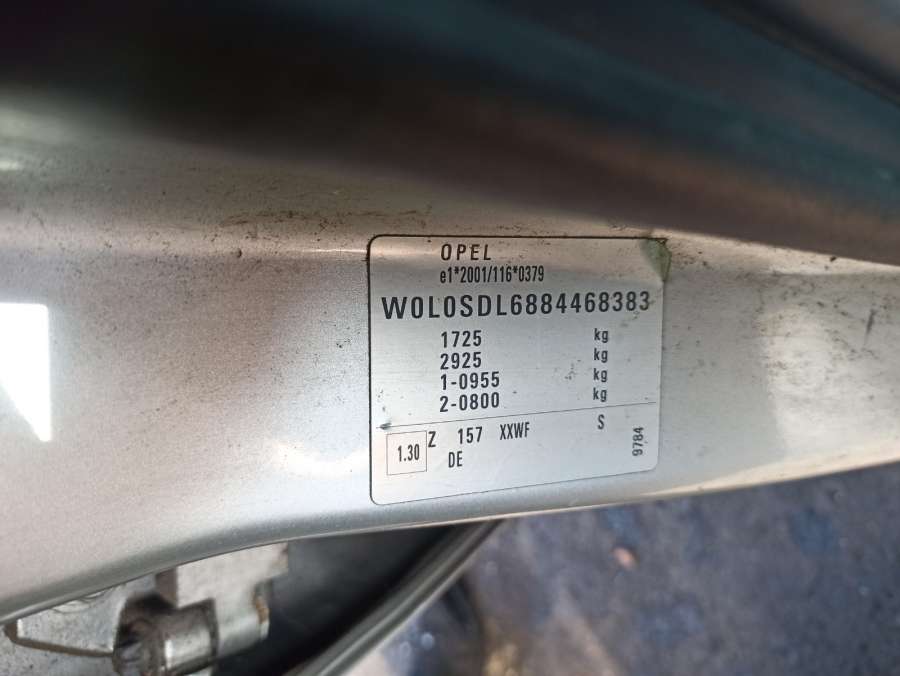 OPEL
e1*2001/116*0379
W0L0SDL6884468383
1725 kg
2925 kg
1-0955 kg
2-0800 kg
1.30 Z 157 XXWF S
DE
9784